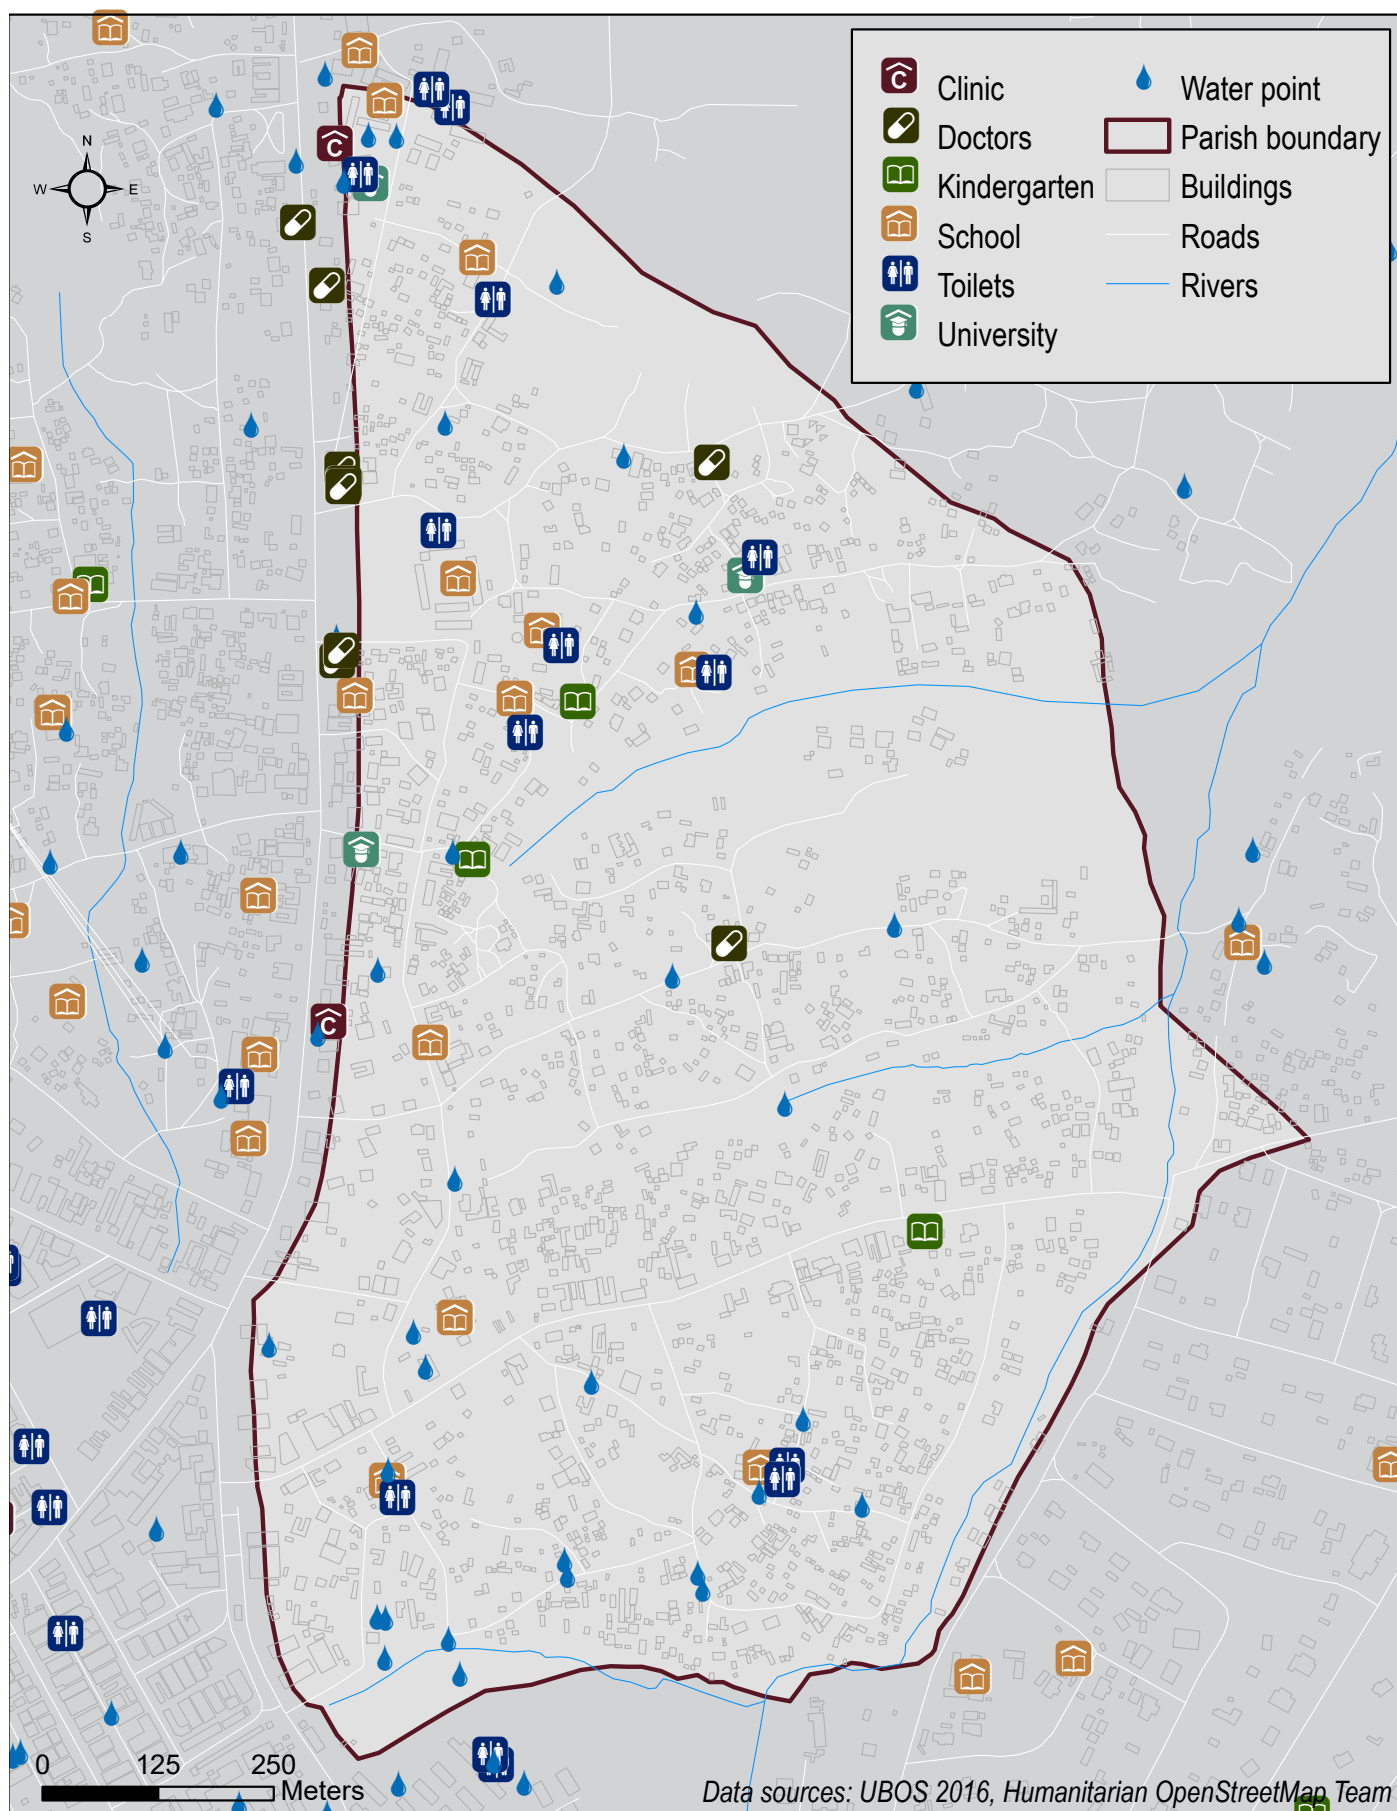 N
W E
S
C Clinic
Doctors
Kindergarten
School
Toilets
University
Water point
Parish boundary
Buildings
Roads
Rivers
C
C
0 125 250
Meters
Data sources: UBOS 2016, Humanitarian OpenStreetMap Team